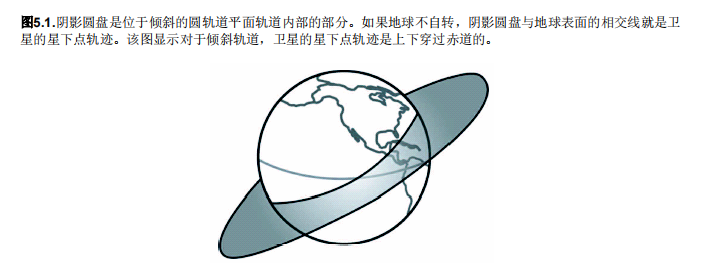 图5.1.阴影圆盘是位于倾斜的圆轨道平面轨道内部的部分。如果地球不自转，阴影圆盘与地球表面的相交线就是卫
星的星下点轨迹。该图显示对于倾斜轨道，卫星的星下点轨迹是上下穿过赤道的。